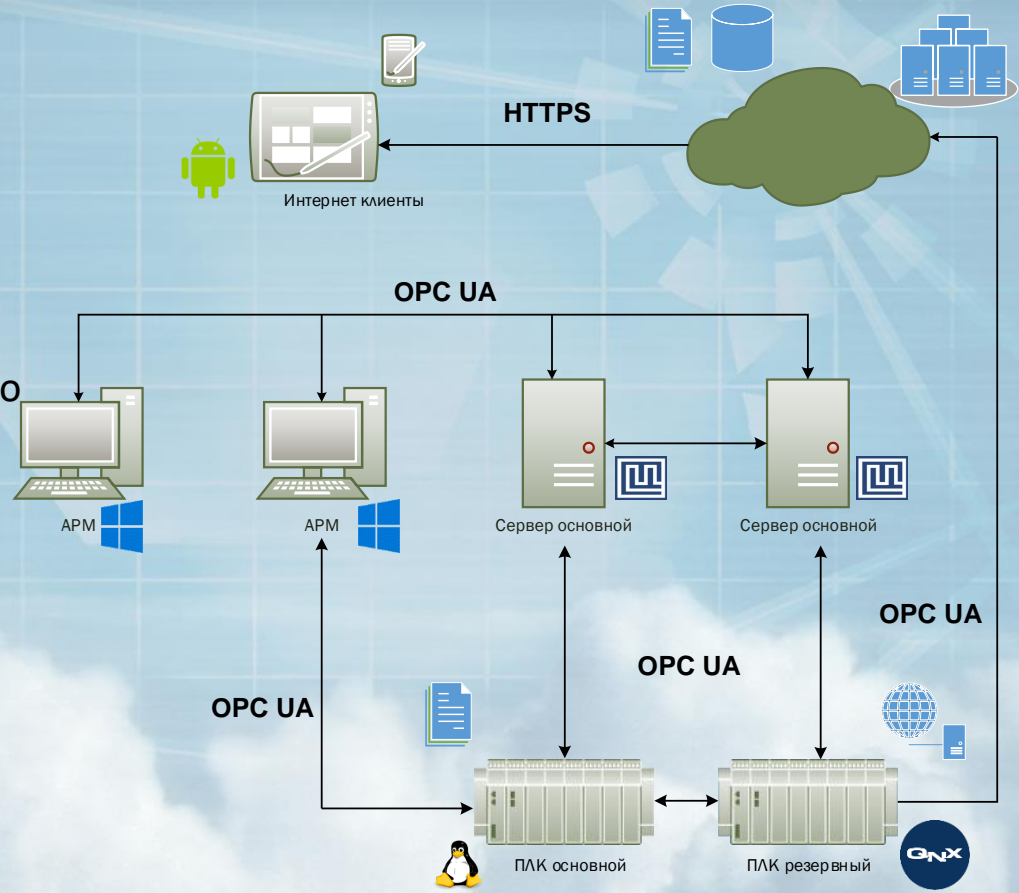 HTTPS
Интернет клиенты
OPC UA
О
АРМ
АРМ
Сервер основной
Сервер основной
OPC UA
OPC UA
OPC UA
ПЛК основной
ПЛК резервный
QNX